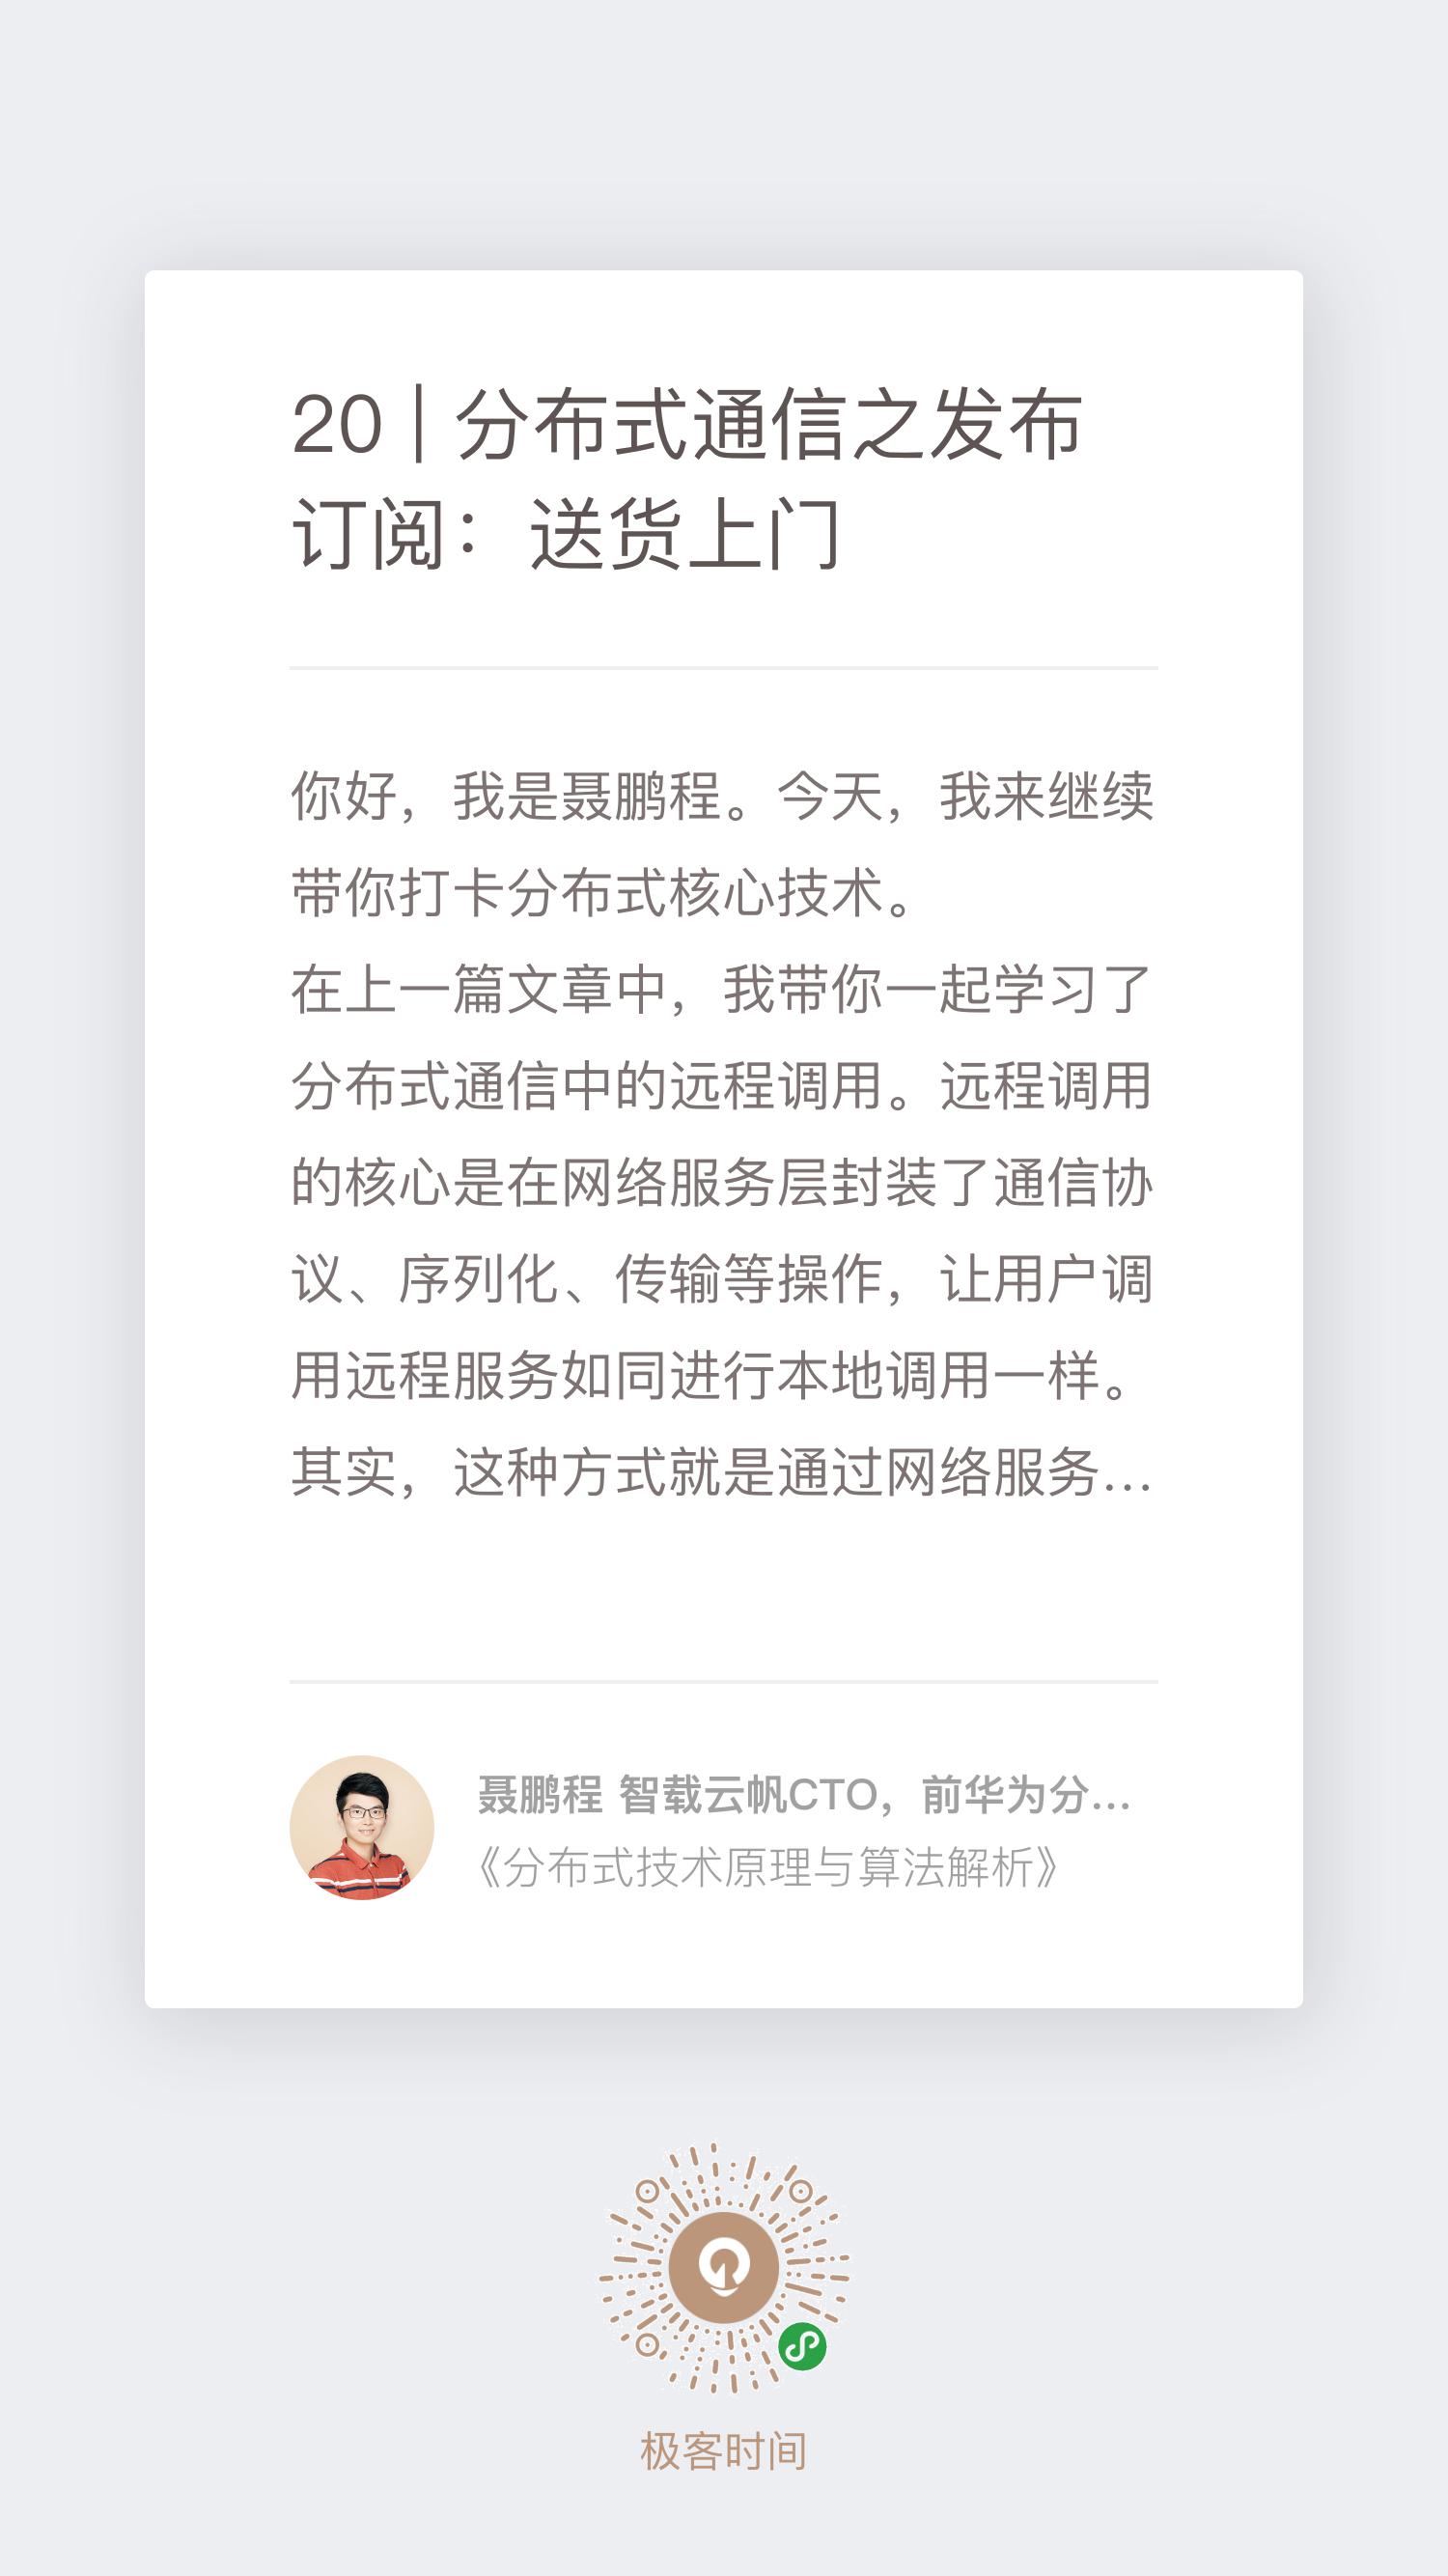 20 | 分布式通信之发布
订阅：送货上门
你好，我是聂鹏程。今天，我来继续
带你打卡分布式核心技术。
在上一篇文章中，我带你一起学习了
分布式通信中的远程调用。远程调用
的核心是在网络服务层封装了通信协
议、序列化、传输等操作，让用户调
用远程服务如同进行本地调用一样。
其实，这种方式就是通过网络服务…
聂鹏程 智载云帆CTO，前华为分…
《分布式技术原理与算法解析》
极客时间